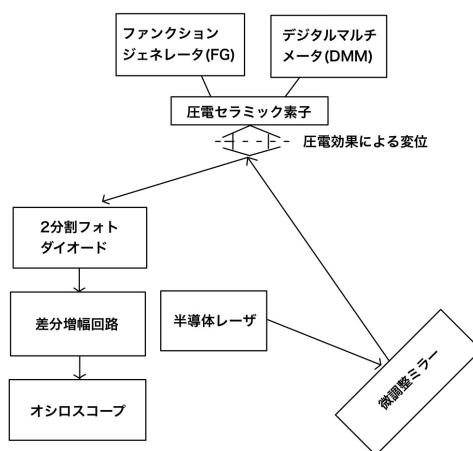 ファンクション
ジェネレータ(FG)
デジタルマルチ
メータ(DMM)
圧電セラミック素子
圧電効果による変位
2分割フォト
ダイオード
差分増幅回路
半導体レーザ
微調整ミラー
オシロスコープ